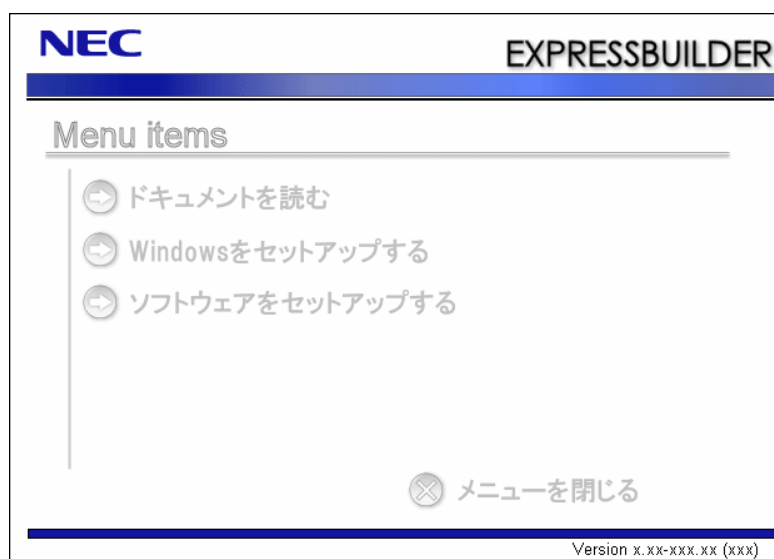 NEC
EXPRESSBUILDER
Menu items
ドキュメントを読む
Windowsをセットアップする
ソフトウェアをセットアップする
メニューを閉じる
Version x.xx-xxx.xx (xxx)